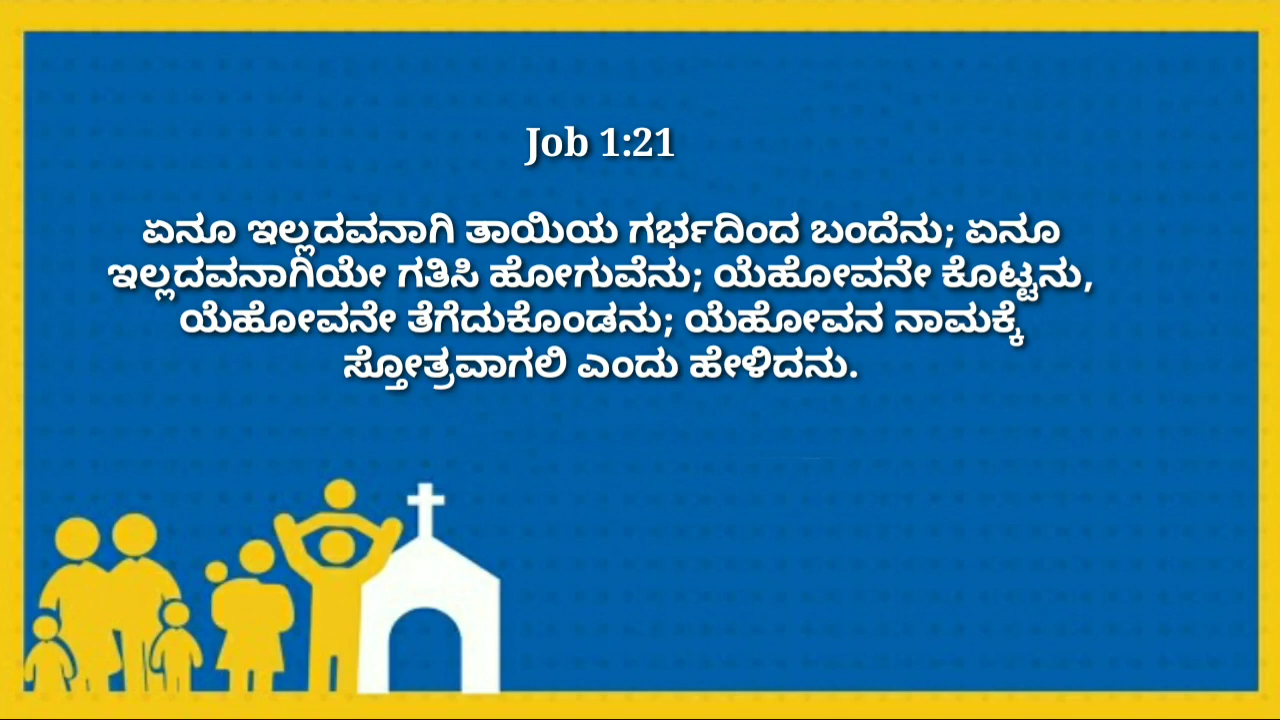 Job 1:21
ಏನೂ ಇಲ್ಲದವನಾಗಿ ತಾಯಿಯ ಗರ್ಭದಿಂದ ಬಂದೆನು; ಏನೂ
ಇಲ್ಲದವನಾಗಿಯೇ ಗತಿಸಿ ಹೋಗುವೆನು; ಯೆಹೋವನೇ ಕೊಟ್ಟನು,
ಯೆಹೋವನೇ ತೆಗೆದುಕೊಂಡನು; ಯೆಹೋವನ ನಾಮಕ್ಕೆ
ಸ್ತೋತ್ರವಾಗಲಿ ಎಂದು ಹೇಳಿದನು.